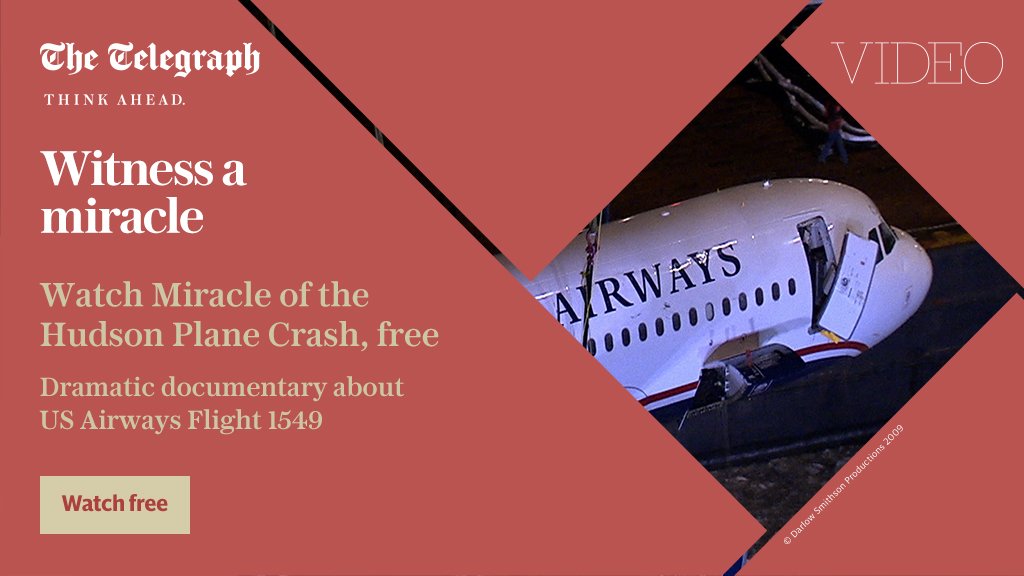 The Telegraph
THINK AHEAD.
VIDEO
Witness a
miracle
Watch Miracle of the
Hudson Plane Crash, free
Dramatic documentary about
US Airways Flight 1549
Watch free
AIRWAYS
© Darlow Smithson Productions 2009